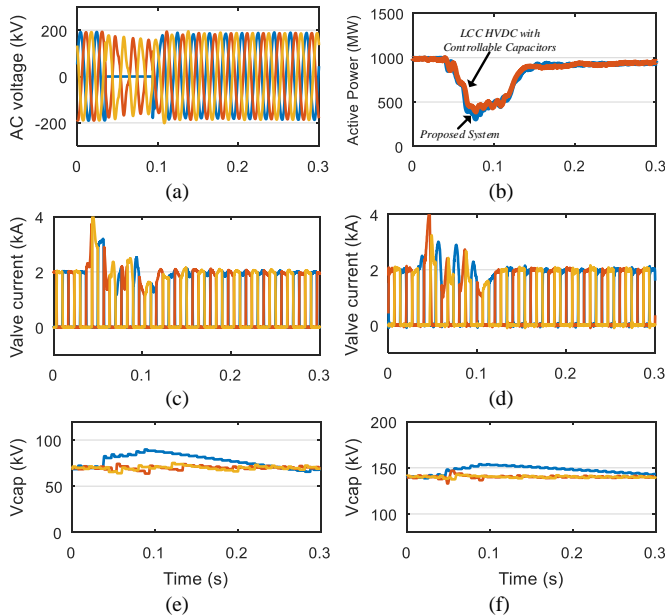 AC voltage (kV)
200
0
-200
0
0.1
0.2
0.3
(a)
Active Power (MW)
1500
1000
500
0
LCC HVDC with
Controllable Capacitors
Proposed System
0
0.1
0.2
0.3
(b)
Valve current (kA)
4
2
0
0
0.1
0.2
0.3
(c)
Valve current (kA)
4
2
0
0
0.1
0.2
0.3
(d)
Vcap (kV)
100
50
0
0
0.1
0.2
0.3
Time (s)
(e)
Vcap (kV)
200
150
100
0
0.1
0.2
0.3
Time (s)
(f)